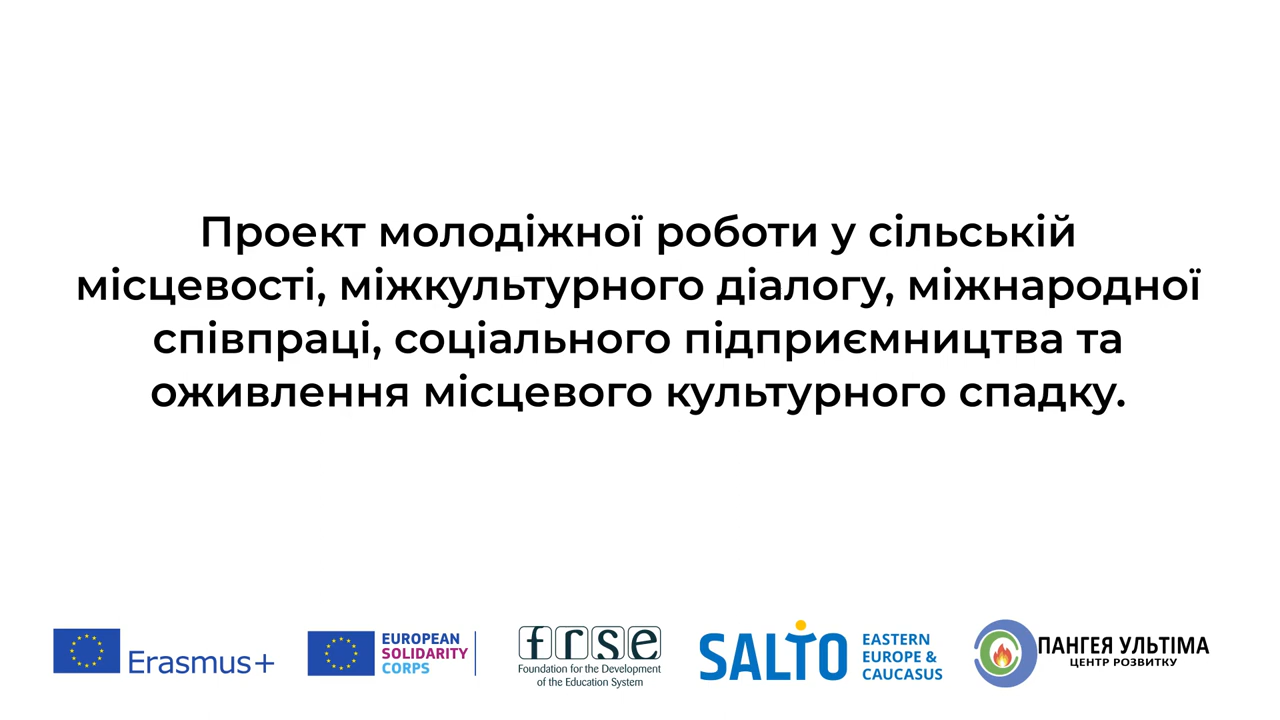 Проект молодіжної роботи у сільській
місцевості, міжкультурного діалогу, міжнародної
співпраці, соціального підприємництва та
оживлення місцевого культурного спадку.
Erasmus+
EUROPEAN
SOLIDARITY
CORPS
frse
Foundation for the Development
of the Education System
SALTO
EASTERN
EUROPE &
CAUCASUS
ПАНГЕЯ УЛЬТІМА
ЦЕНТР РОЗВИТКУ